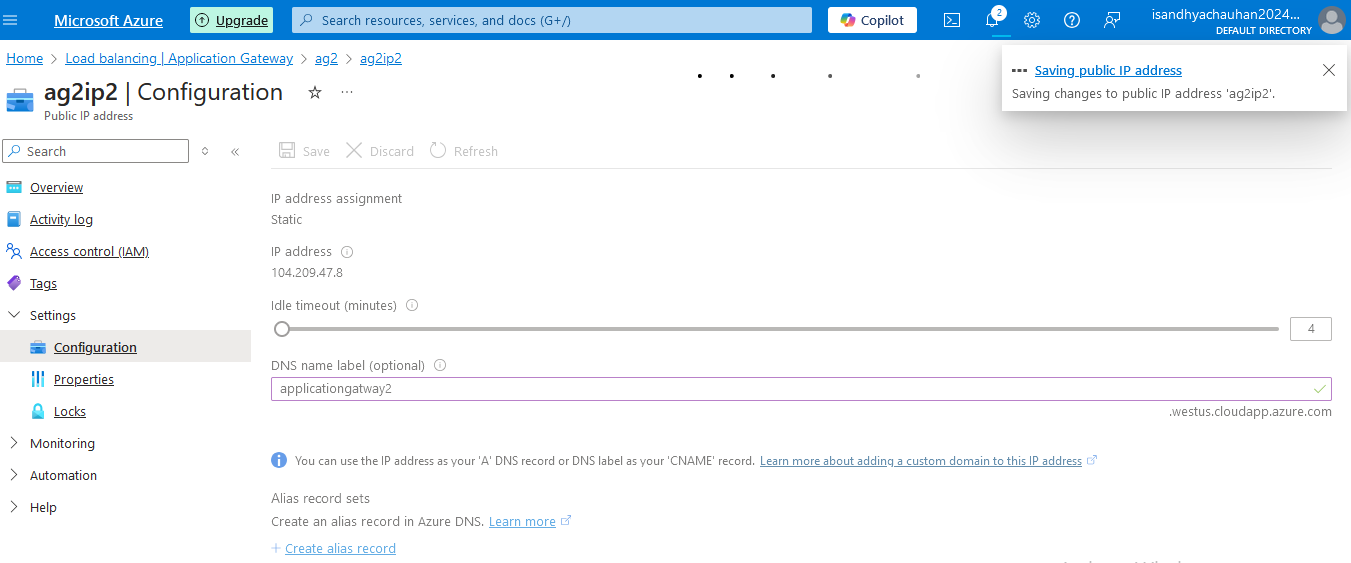 Microsoft Azure
Upgrade
Search resources, services, and docs (G+/)
Copilot
2
isandhyachauhan2024...
DEFAULT DIRECTORY
Home > Load balancing | Application Gateway > ag2 > ag2ip2
Saving public IP address
Saving changes to public IP address 'ag2ip2'.
ag2ip2 | Configuration
Public IP address
Search
Save
Discard
Refresh
Overview
Activity log
Access control (IAM)
Tags
Settings
Configuration
Properties
Locks
Monitoring
Automation
Help
IP address assignment
Static
IP address
104.209.47.8
Idle timeout (minutes)
4
DNS name label (optional)
applicationgatway2
.westus.cloudapp.azure.com
You can use the IP address as your 'A' DNS record or DNS label as your 'CNAME' record. Learn more about adding a custom domain to this IP address
Alias record sets
Create an alias record in Azure DNS. Learn more
+ Create alias record